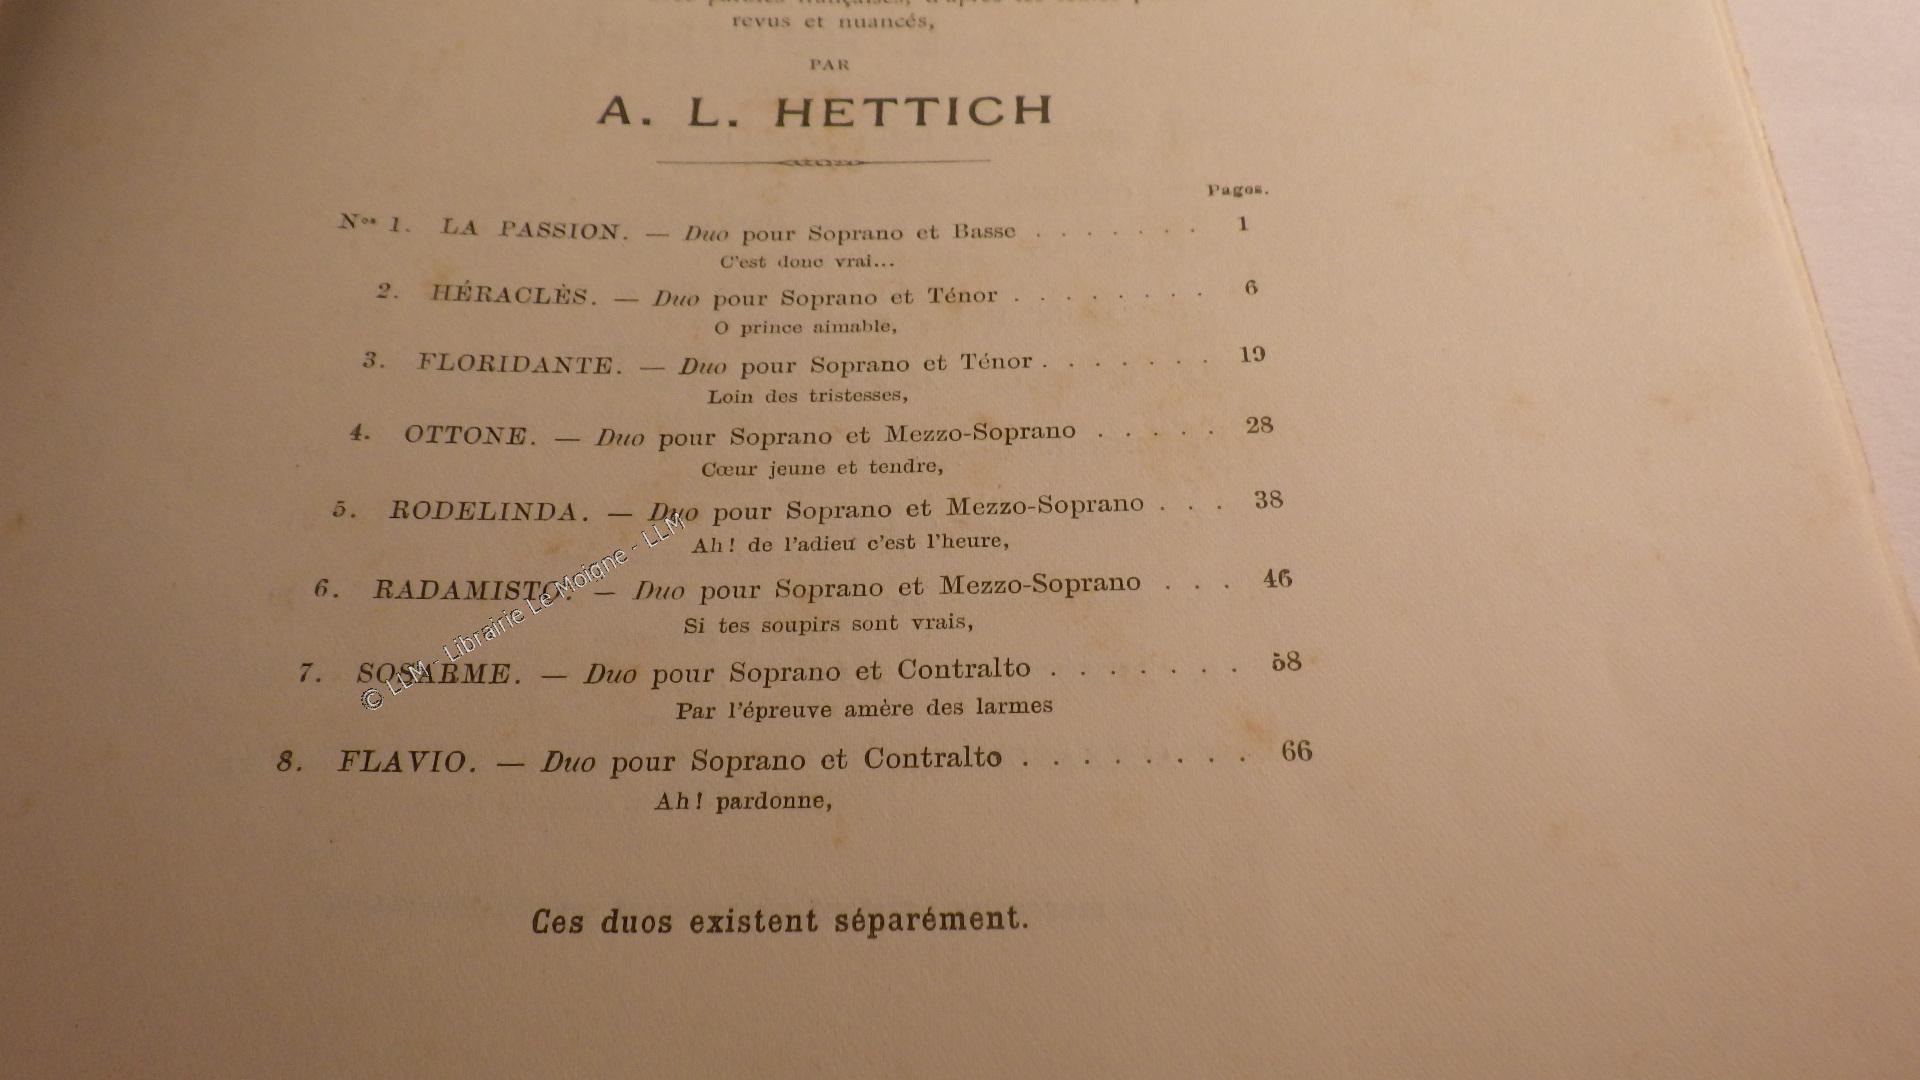 revus et nuancés,
PAR
A. L. HETTICH
Pages.
Nos 1. LA PASSION. — Duo pour Soprano et Basse . . . . . . . 1
C'est donc vrai...
2. HÉRACLÈS. — Duo pour Soprano et Ténor . . . . . . . . 6
O prince aimable,
3. FLORIDANTE. — Duo pour Soprano et Ténor . . . . . . . 19
Loin des tristesses,
4. OTTONE. — Duo pour Soprano et Mezzo-Soprano . . . . . 28
Cœur jeune et tendre,
5. RODELINDA. — Duo pour Soprano et Mezzo-Soprano . . . 38
Ah! de l'adieu c'est l'heure,
6. RADAMISTO. — Duo pour Soprano et Mezzo-Soprano . . . 46
Si tes soupirs sont vrais,
7. SOSARME. — Duo pour Soprano et Contralto . . . . . . . 58
Par l'épreuve amère des larmes
8. FLAVIO. — Duo pour Soprano et Contralto . . . . . . . . 66
Ah! pardonne,
Ces duos existent séparément.
© LLM - Librairie Le Moigne - LLM